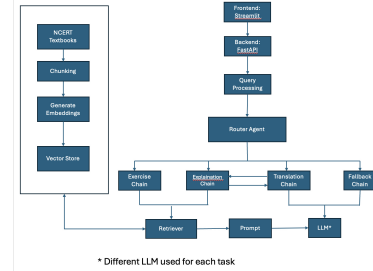 Frontend:
Streamlit
NCERT
Textbooks
Backend:
FastAPI
Chunking
Query
Processing
Generate
Embeddings
Router Agent
Vector Store
Exercise
Chain
Explaination
Chain
Translation
Chain
Fallback
Chain
Retriever
Prompt
LLM*
* Different LLM used for each task